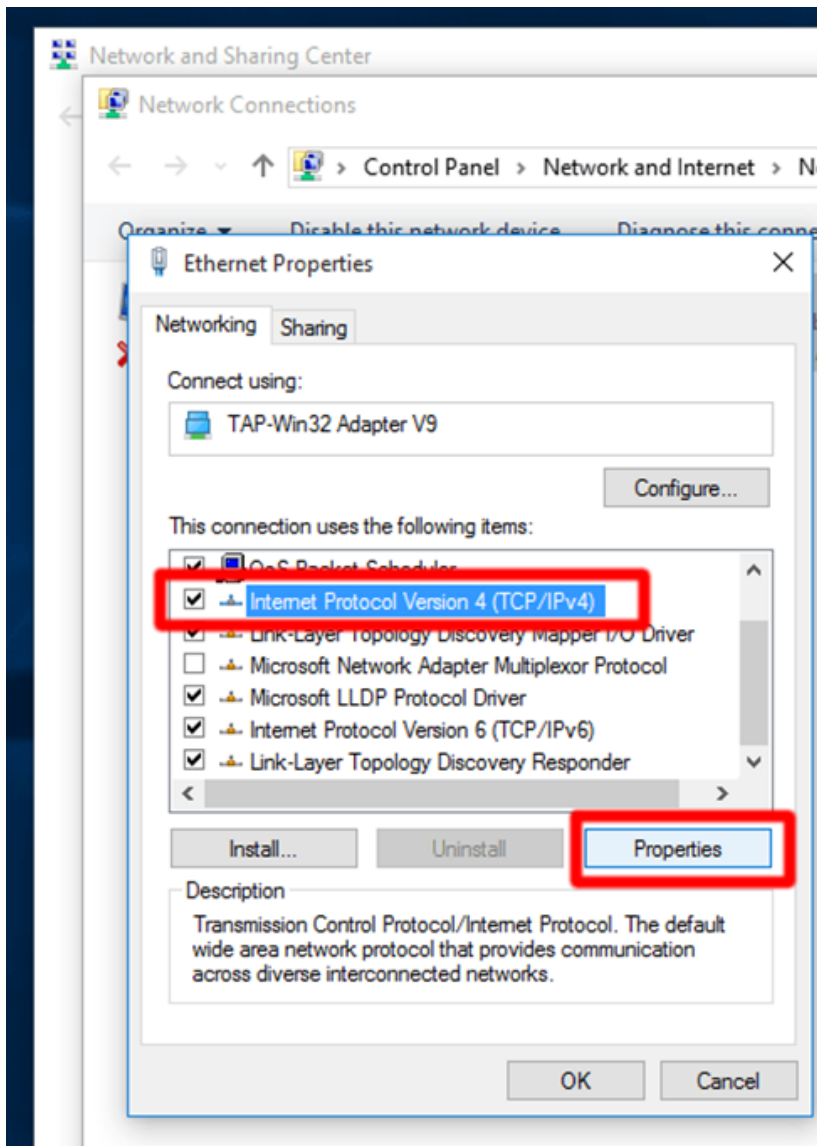 Network and Sharing Center
Network Connections
Control Panel > Network and Internet >
Organize Disable this network device Diagnose this
Ethernet Properties
Networking Sharing
Connect using:
TAP-Win32 Adapter V9
Configure...
This connection uses the following items:
QoS Packet Scheduler
Internet Protocol Version 4 (TCP/IPv4)
Link-Layer Topology Discovery Mapper I/O Driver
Microsoft Network Adapter Multiplexor Protocol
Microsoft LLDP Protocol Driver
Internet Protocol Version 6 (TCP/IPv6)
Link-Layer Topology Discovery Responder
Install... Uninstall Properties
Description
Transmission Control Protocol/Internet Protocol. The default
wide area network protocol that provides communication
across diverse interconnected networks.
OK Cancel